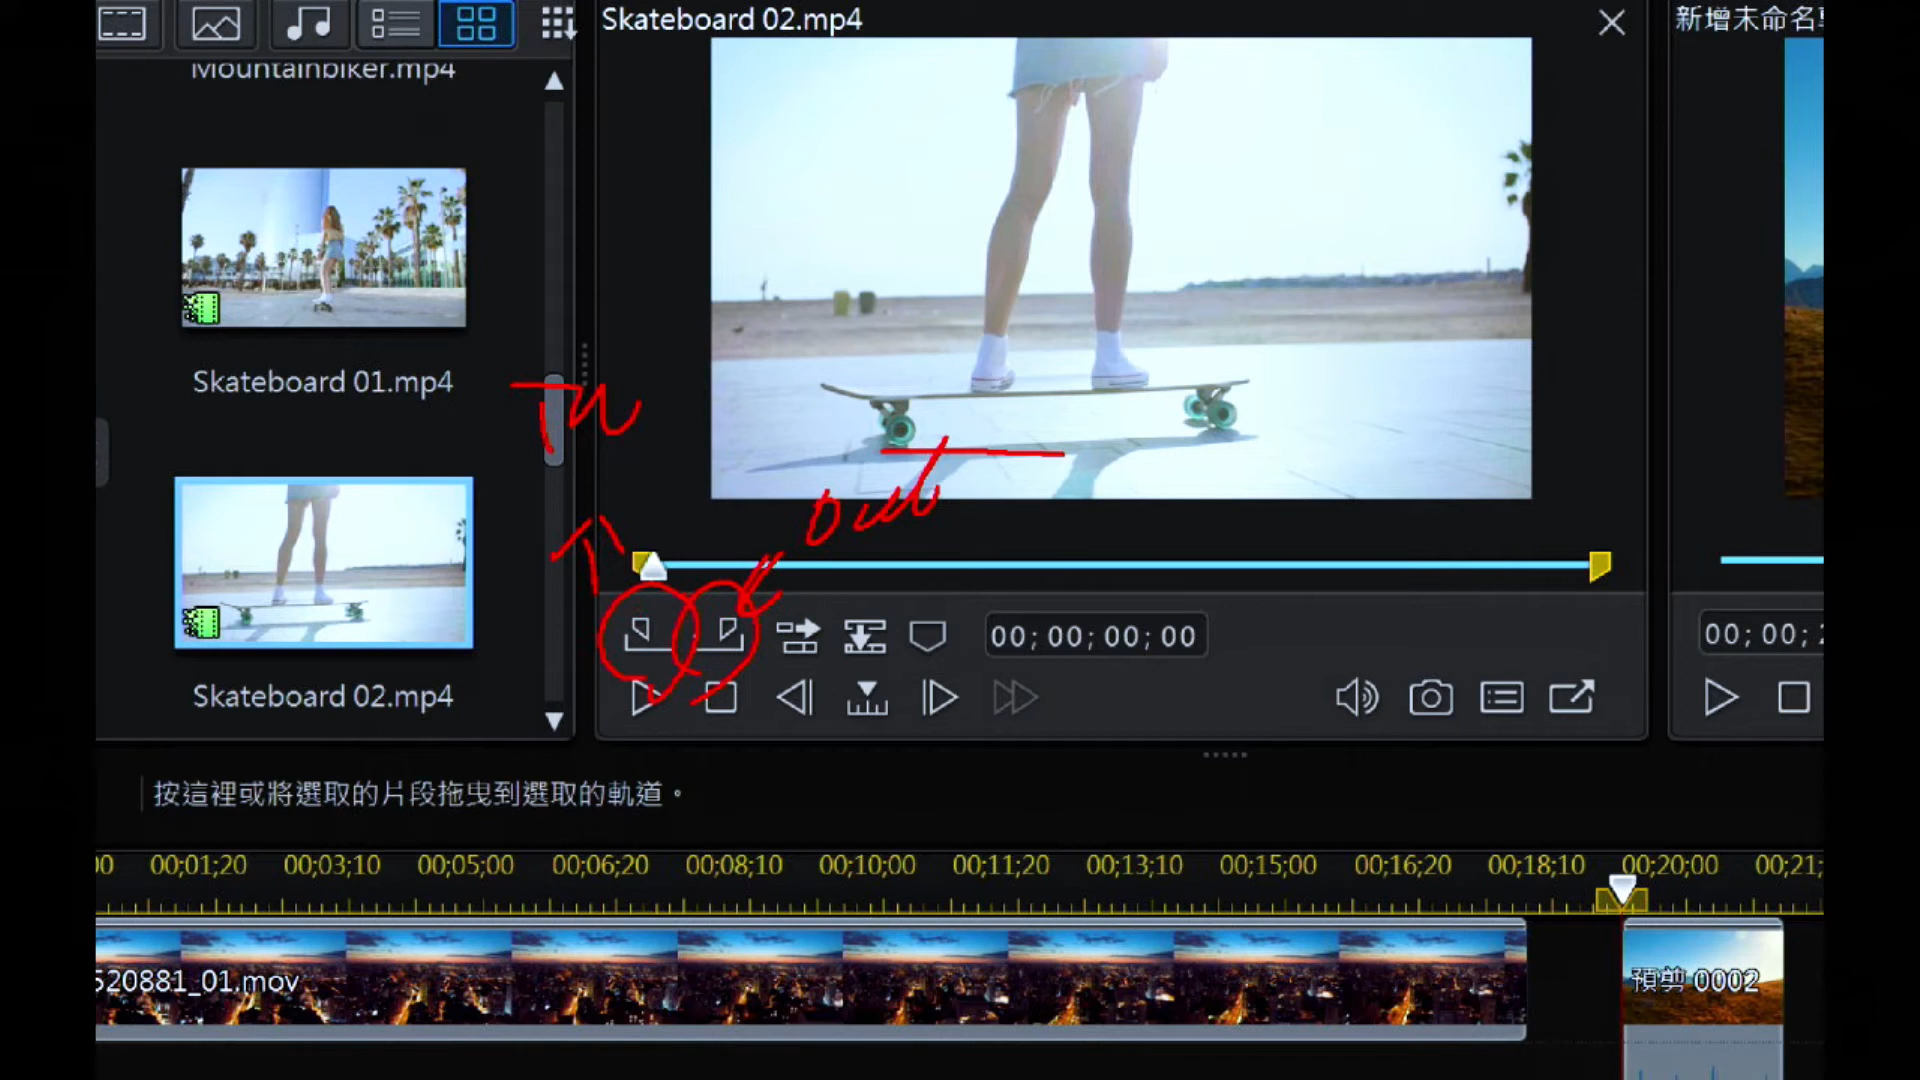 Skateboard 02.mp4
新增未命名
Mountainbiker.mp4
Skateboard 01.mp4
In
out
Skateboard 02.mp4
00;00;00;00
00;00;2
按這裡或將選取的片段拖曳到選取的軌道。
00 00;01;20 00;03;10 00;05;00 00;06;20 00;08;10 00;10;00 00;11;20 00;13;10 00;15;00 00;16;20 00;18;10 00;20;00 00;21;
520881_01.mov
預剪 0002